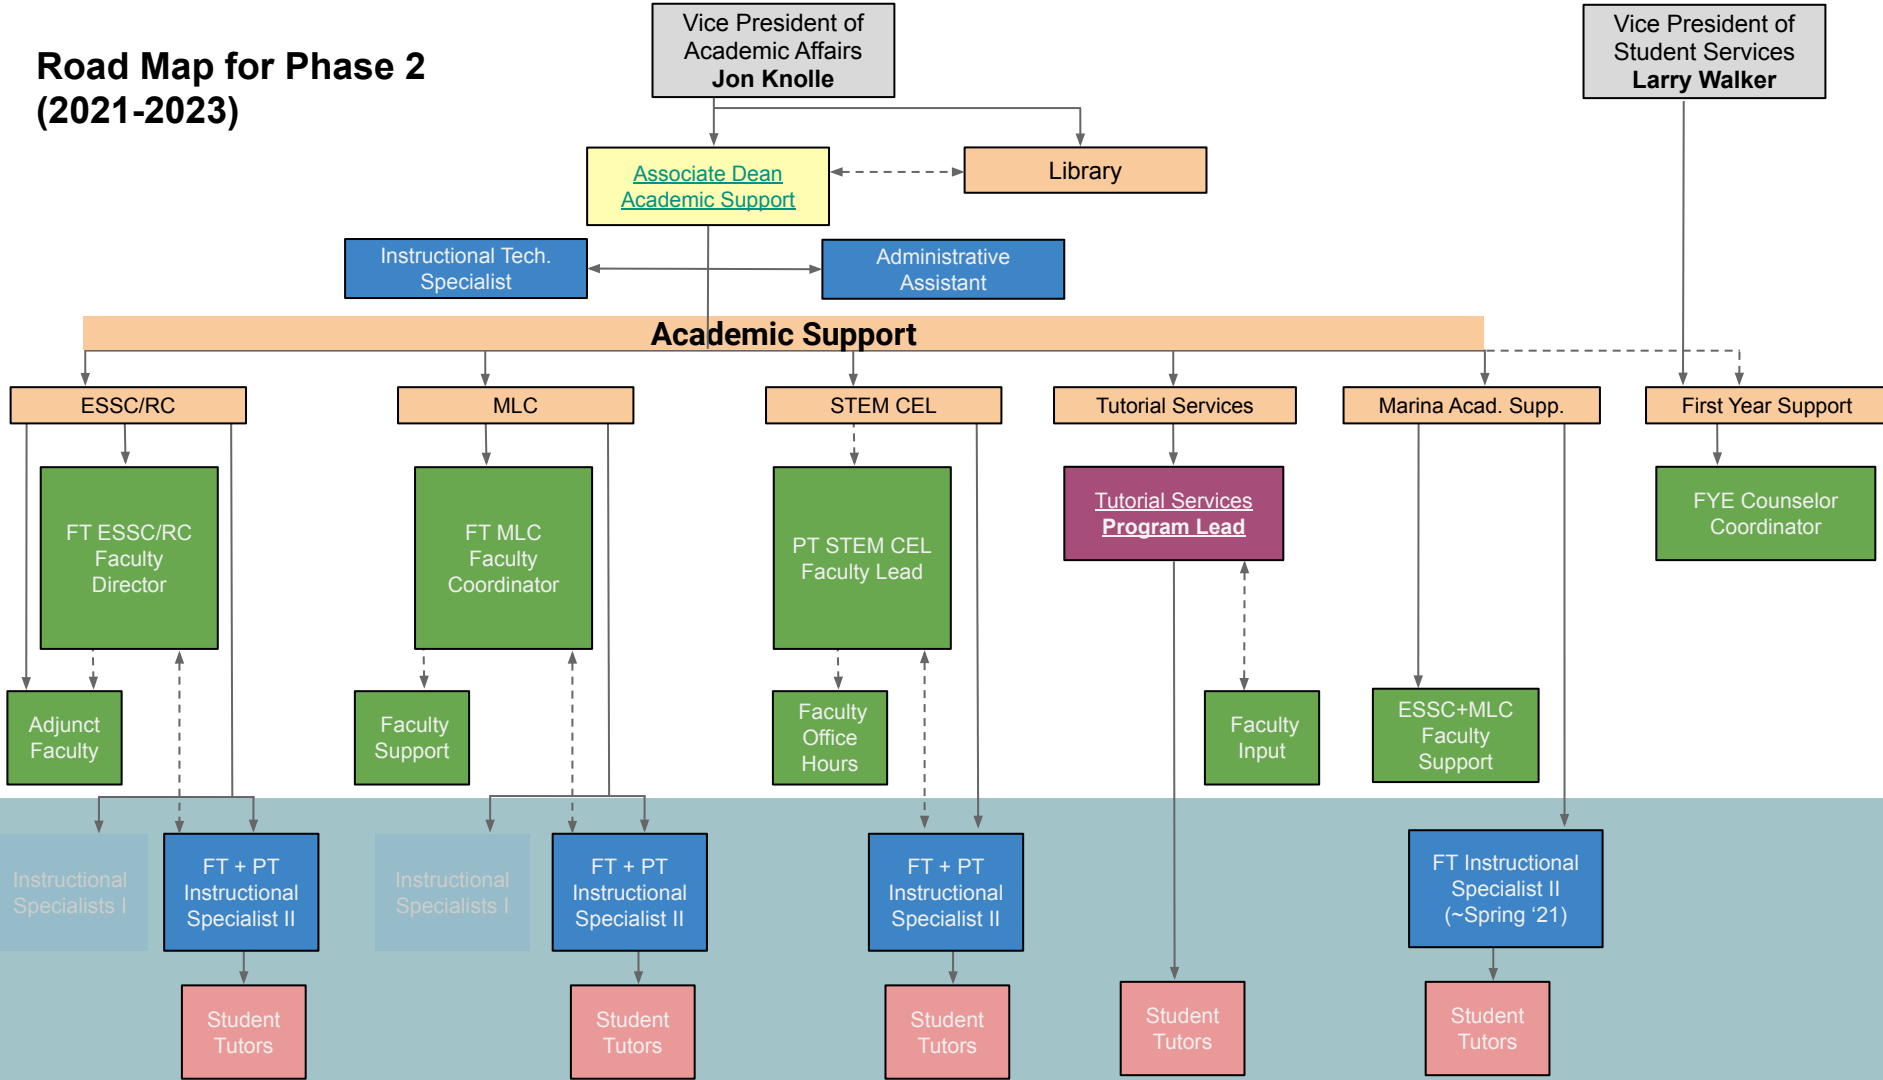 Road Map for Phase 2
(2021-2023)
Vice President of
Academic Affairs
Jon Knolle
Vice President of
Student Services
Larry Walker
Associate Dean
Academic Support
Library
Instructional Tech.
Specialist
Administrative
Assistant
Academic Support
ESSC/RC
MLC
STEM CEL
Tutorial Services
Marina Acad. Supp.
First Year Support
FT ESSC/RC
Faculty
Director
FT MLC
Faculty
Coordinator
PT STEM CEL
Faculty Lead
Tutorial Services
Program Lead
FYE Counselor
Coordinator
Adjunct
Faculty
Faculty
Support
Faculty
Office
Hours
Faculty
Input
ESSC+MLC
Faculty
Support
Instructional
Specialists I
FT + PT
Instructional
Specialist II
Instructional
Specialists I
FT + PT
Instructional
Specialist II
FT + PT
Instructional
Specialist II
FT Instructional
Specialist II
(~Spring ‘21)
Student
Tutors
Student
Tutors
Student
Tutors
Student
Tutors
Student
Tutors